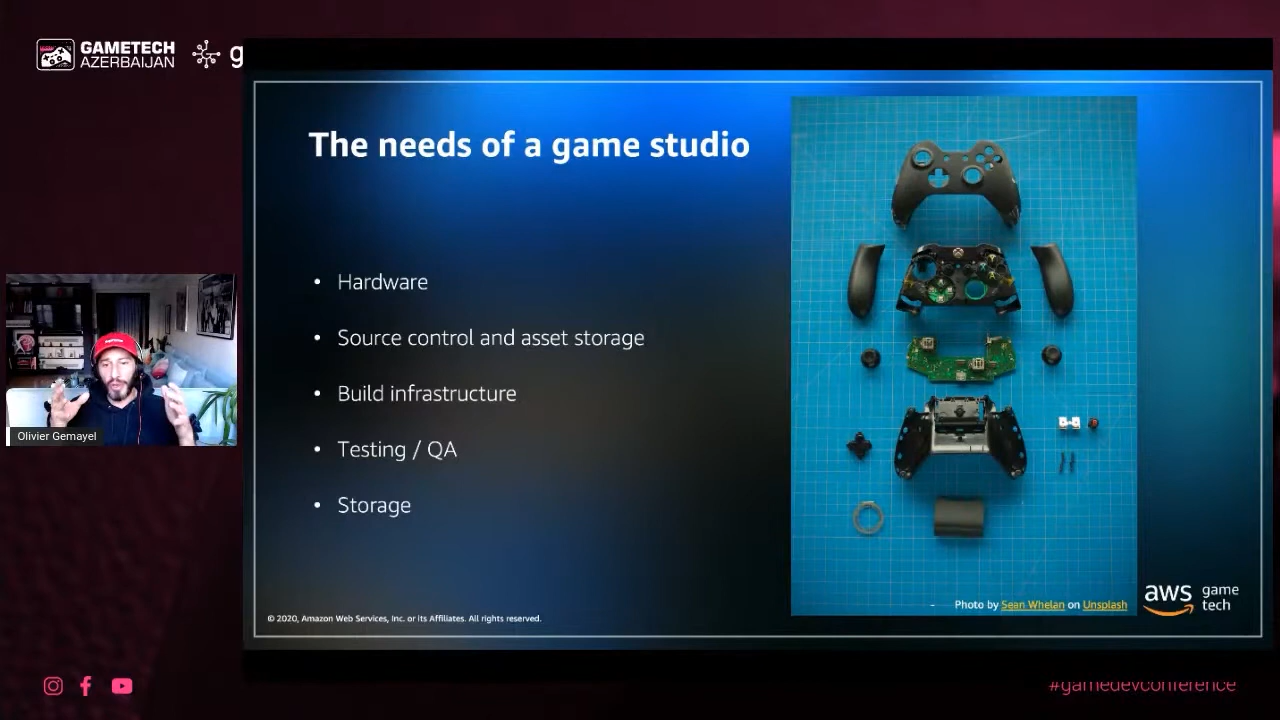 GAMETECH
AZERBAIJAN
g
The needs of a game studio
• Hardware
• Source control and asset storage
• Build infrastructure
• Testing / QA
• Storage
Olivier Gemayel
Photo by Sean Whelan on Unsplash
aws game
tech
© 2020, Amazon Web Services, Inc. or its Affiliates. All rights reserved.
#gamedevconference